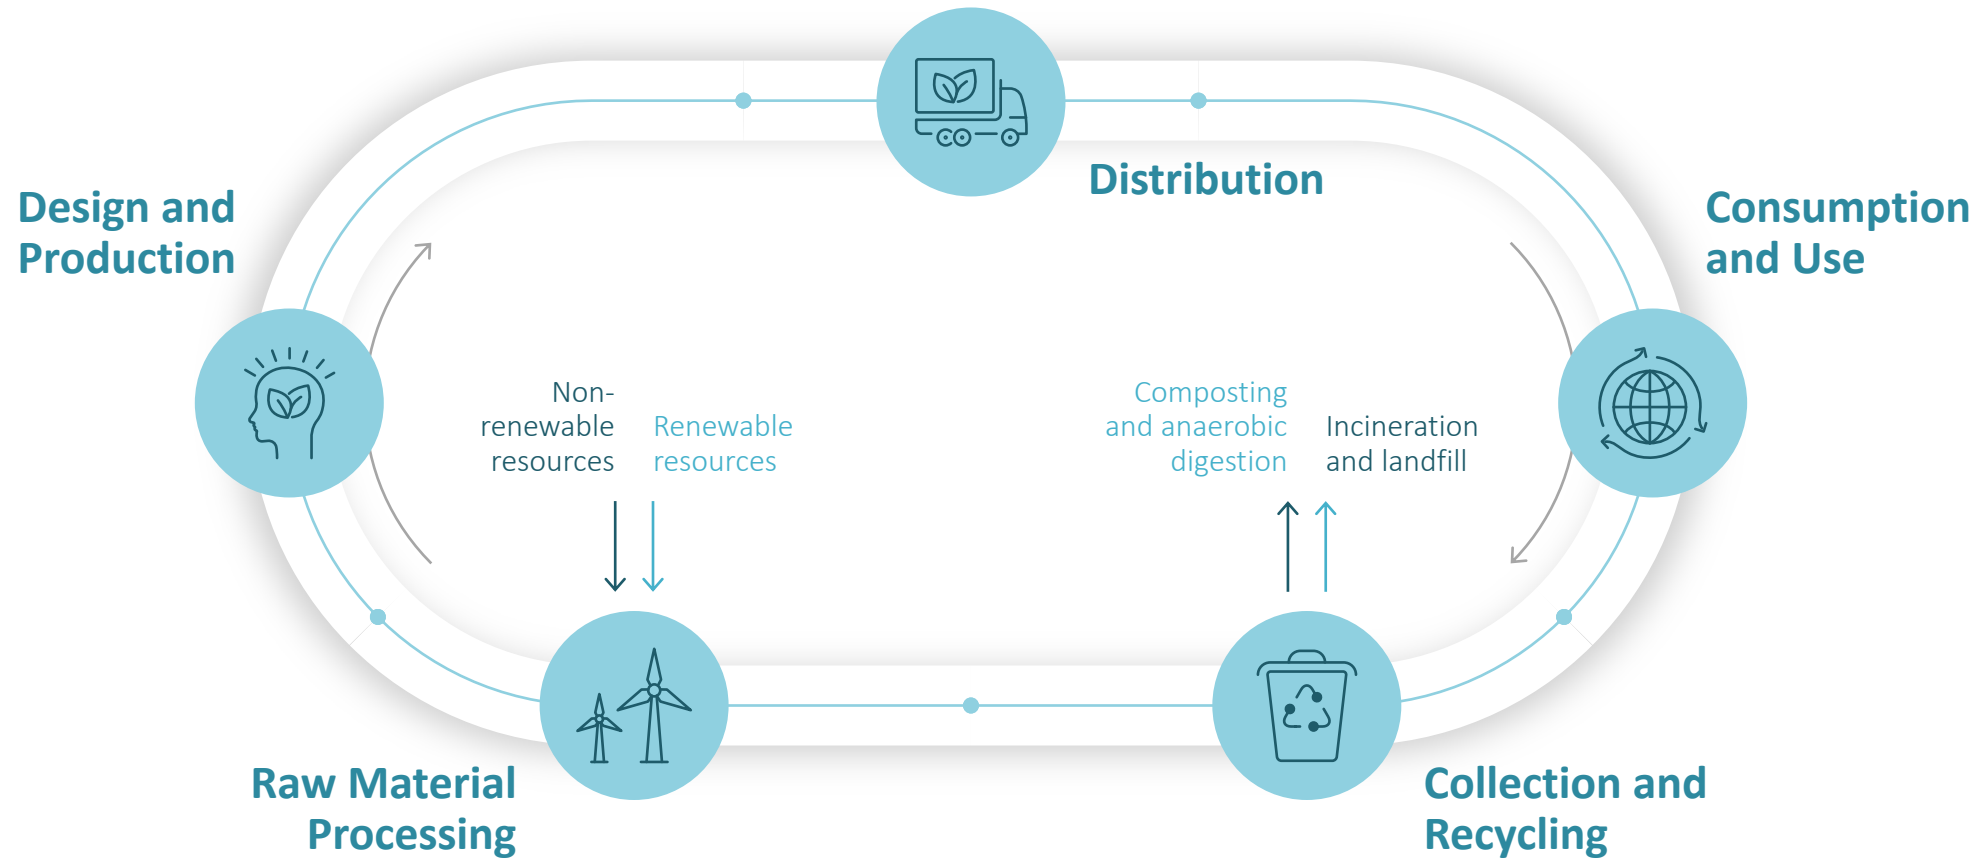 Distribution
Design and
Production
Consumption
and Use
Non-
renewable
resources
Renewable
resources
Composting
and anaerobic
digestion
Incineration
and landfill
Raw Material
Processing
Collection and
Recycling